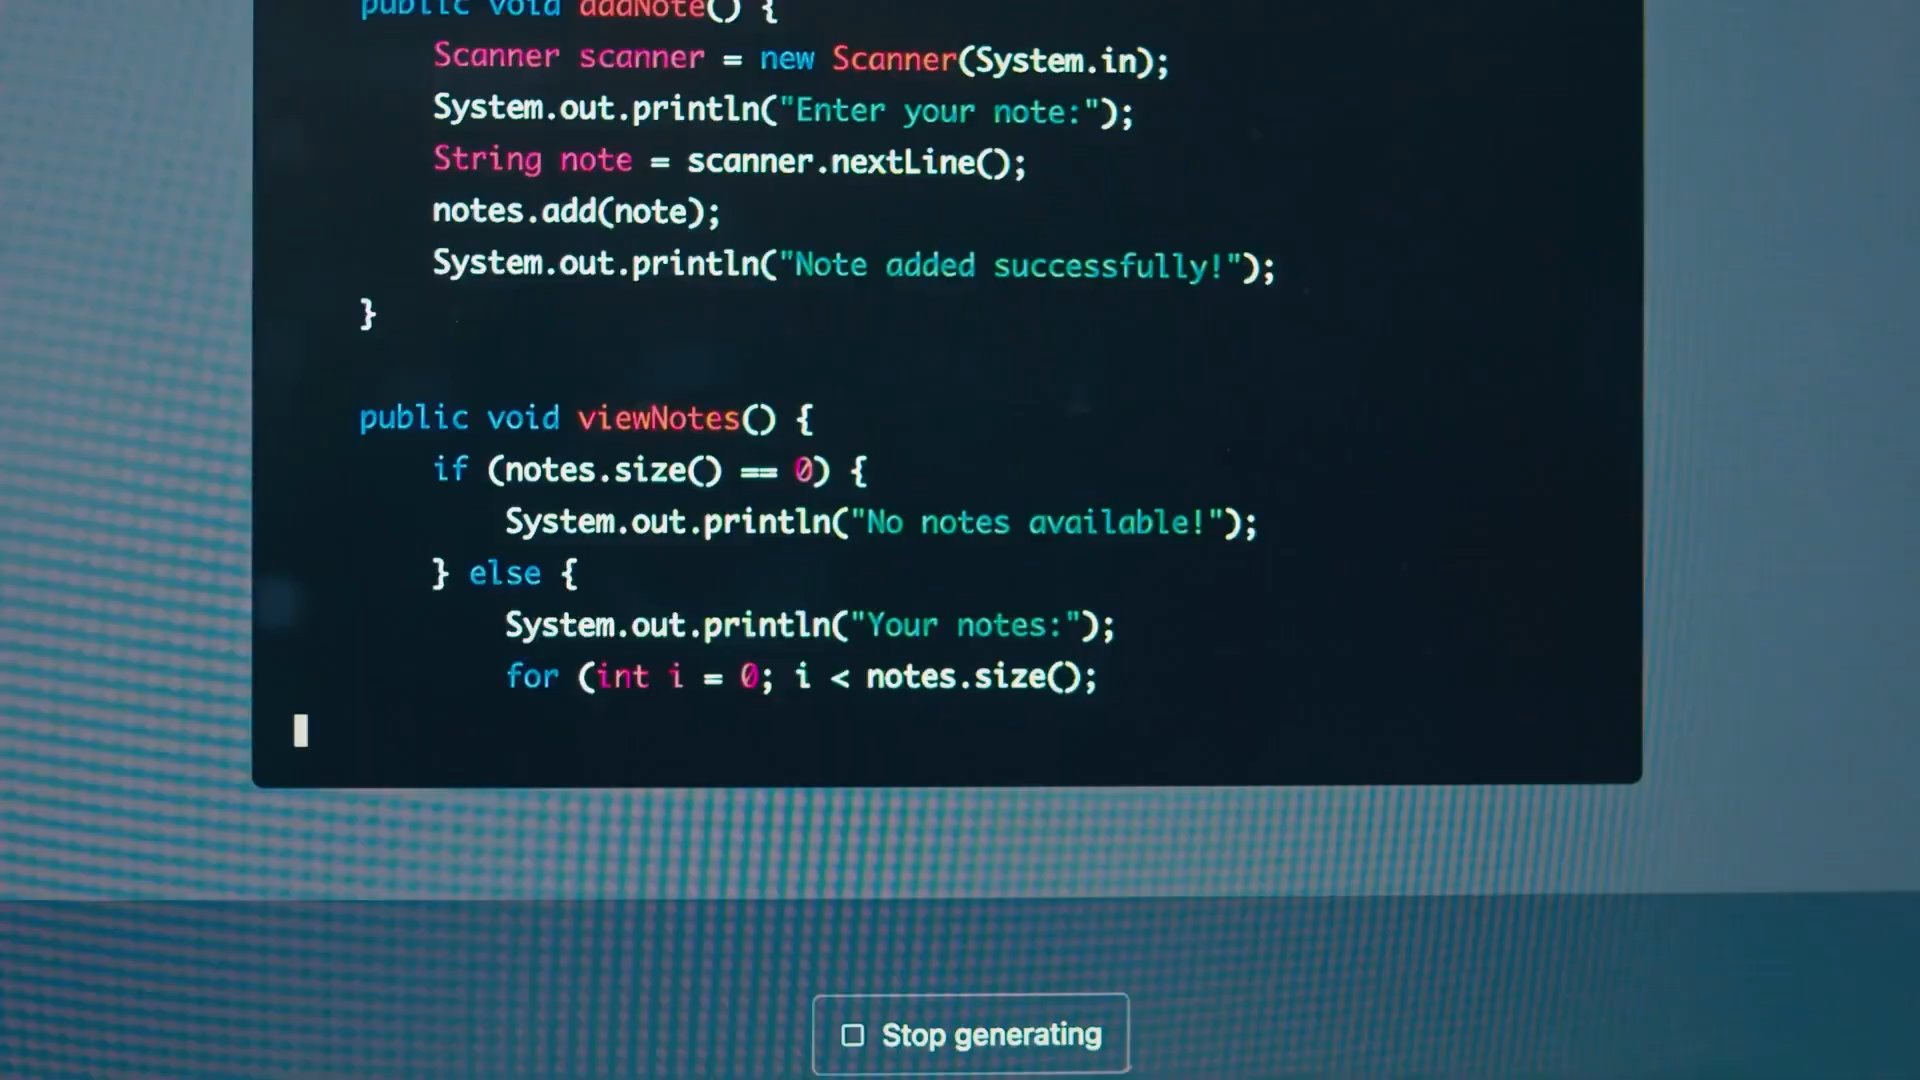 public void addNote() {
Scanner scanner = new Scanner(System.in);
System.out.println("Enter your note:");
String note = scanner.nextLine();
notes.add(note);
System.out.println("Note added successfully!");
}
public void viewNotes() {
if (notes.size() == 0) {
System.out.println("No notes available!");
} else {
System.out.println("Your notes:");
for (int i = 0; i < notes.size();
Stop generating